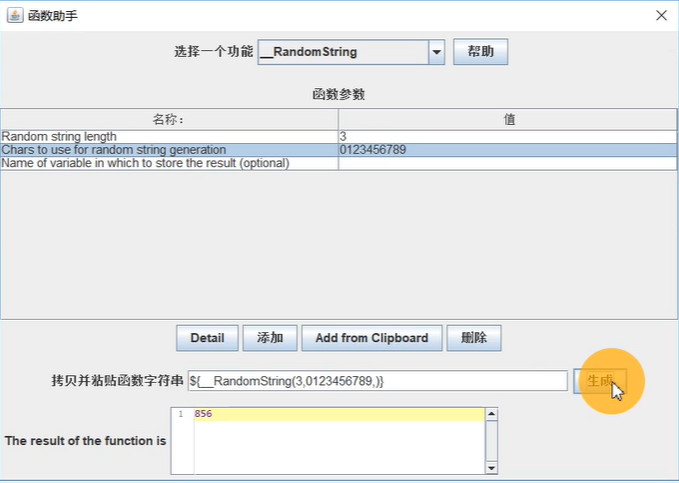 函数助手
选择一个功能 __RandomString 帮助
函数参数
名称: 值
Random string length 3
Chars to use for random string generation 0123456789
Name of variable in which to store the result (optional)
Detail 添加 Add from Clipboard 删除
拷贝并粘贴函数字符串 ${__RandomString(3,0123456789,)} 生成
1 856
The result of the function is